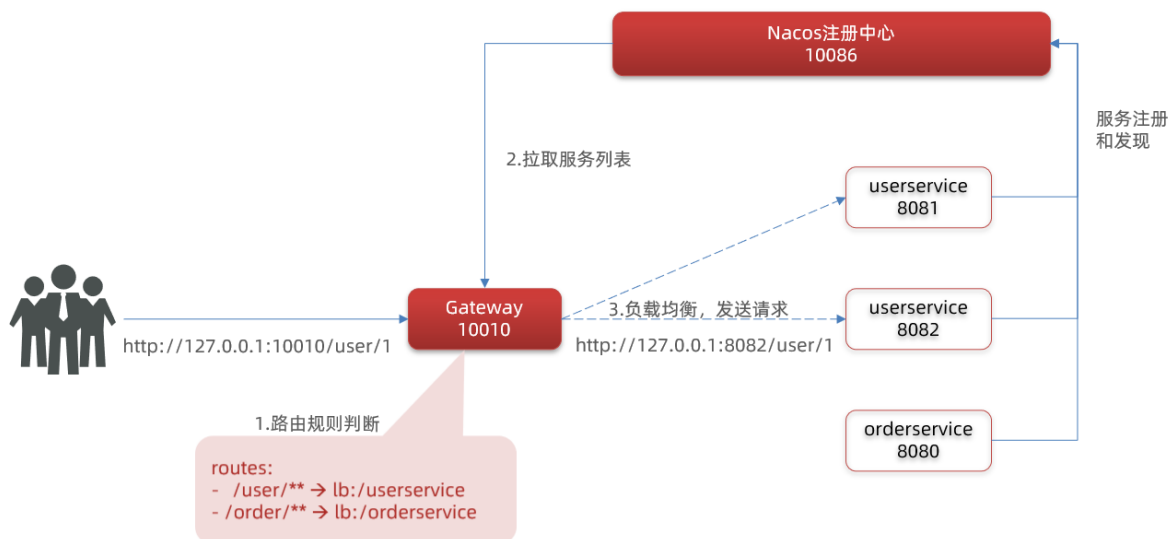 Nacos注册中心
10086
服务注册
和发现
2.拉取服务列表
userservice
8081
Gateway
10010
3.负载均衡，发送请求
userservice
8082
http://127.0.0.1:10010/user/1
http://127.0.0.1:8082/user/1
1.路由规则判断
orderservice
8080
routes:
- /user/** → lb:/userservice
- /order/** → lb:/orderservice